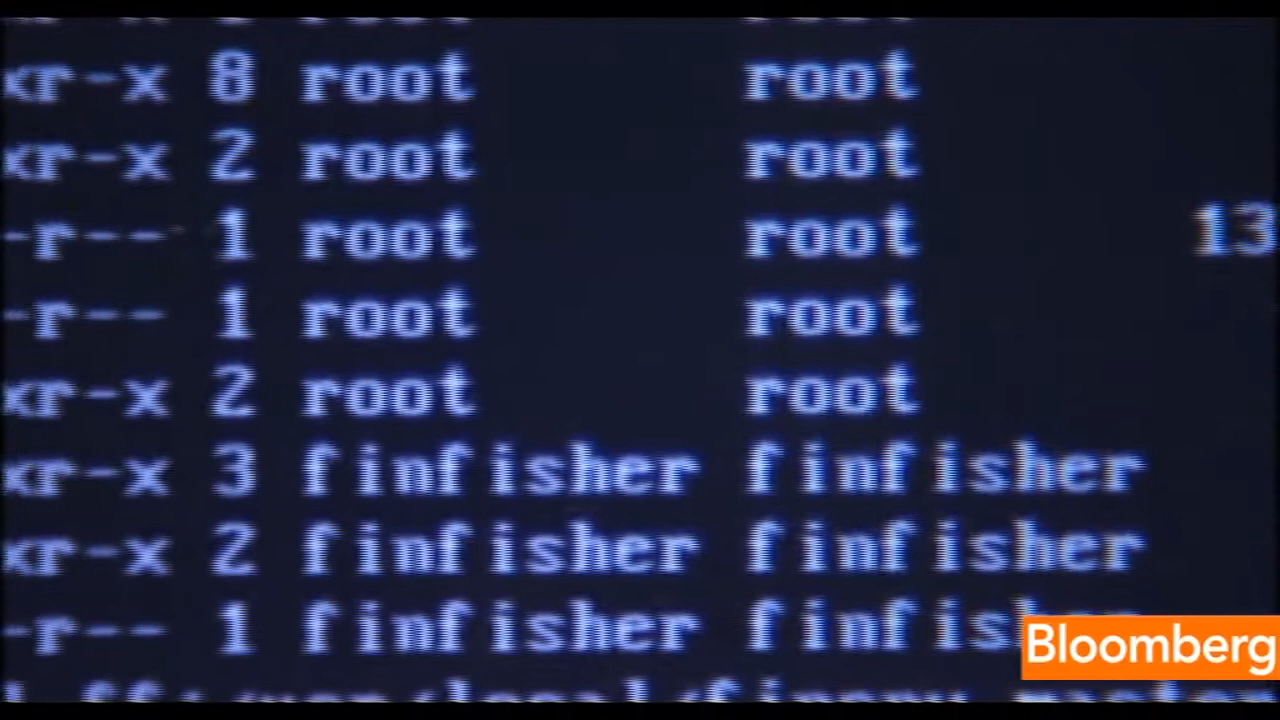 xr-x 8 root root
xr-x 2 root root
-r-- 1 root root 13
-r-- 1 root root
xr-x 2 root root
xr-x 3 finfisher finfisher
xr-x 2 finfisher finfisher
-r-- 1 finfisher finfis
Bloomberg